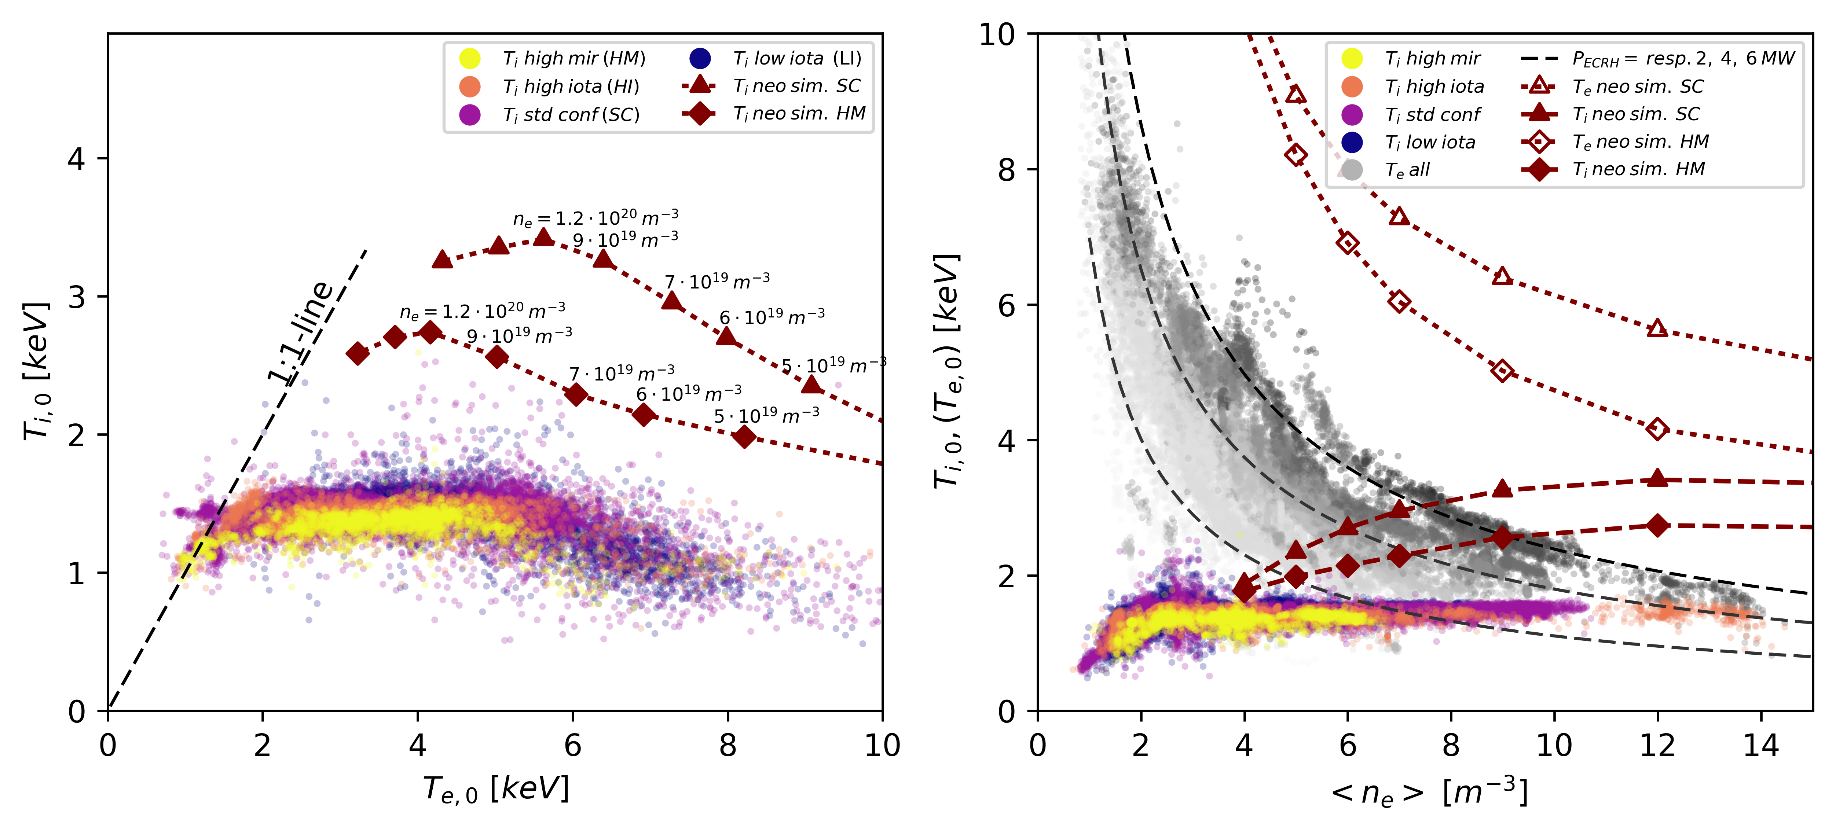 T_{i,0} [keV]
4
3
2
1
0
0 2 4 6 8 10
T_{e,0} [keV]
T_i high mir (HM)
T_i high iota (HI)
T_i std conf (SC)
T_i low iota (LI)
T_i neo sim. SC
T_i neo sim. HM
1:1-line
n_e = 1.2 · 10^{20} m^{-3}
9 · 10^{19} m^{-3}
7 · 10^{19} m^{-3}
6 · 10^{19} m^{-3}
5 · 10^{19} m^{-3}
n_e = 1.2 · 10^{20} m^{-3}
9 · 10^{19} m^{-3}
7 · 10^{19} m^{-3}
6 · 10^{19} m^{-3}
5 · 10^{19} m^{-3}
T_{i,0}, (T_{e,0}) [keV]
10
8
6
4
2
0
0 2 4 6 8 10 12 14
< n_e > [m^{-3}]
T_i high mir
T_i high iota
T_i std conf
T_i low iota
T_e all
P_{ECRH} = resp. 2, 4, 6 MW
T_e neo sim. SC
T_i neo sim. SC
T_e neo sim. HM
T_i neo sim. HM